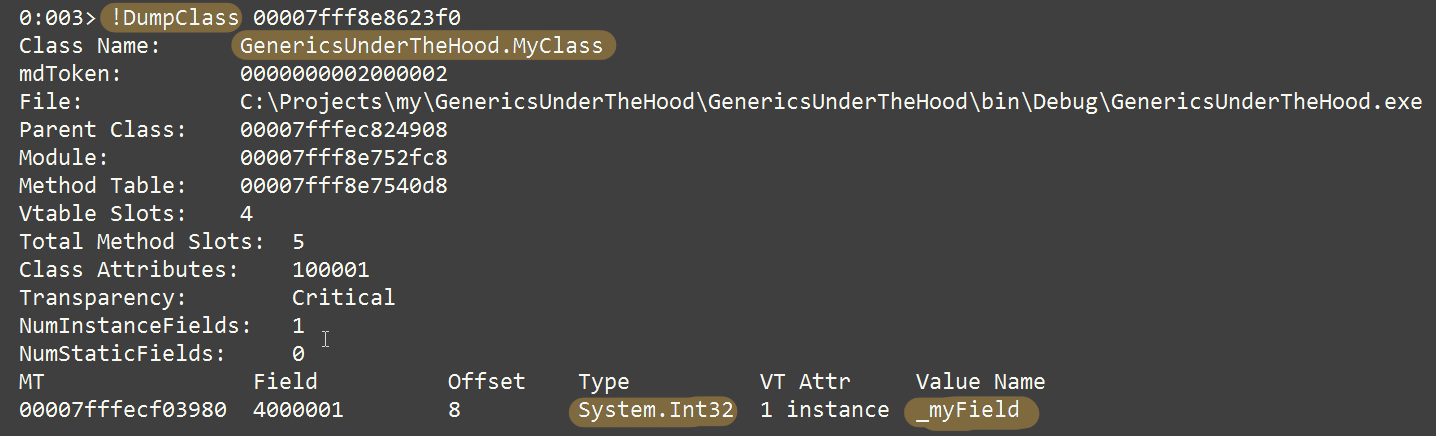 0:003> !DumpClass 00007fff8e8623f0
Class Name: GenericsUnderTheHood.MyClass
mdToken: 0000000002000002
File: C:\Projects\my\GenericsUnderTheHood\GenericsUnderTheHood\bin\Debug\GenericsUnderTheHood.exe
Parent Class: 00007fffec824908
Module: 00007fff8e752fc8
Method Table: 00007fff8e7540d8
Vtable Slots: 4
Total Method Slots: 5
Class Attributes: 100001
Transparency: Critical
NumInstanceFields: 1
NumStaticFields: 0
MT Field Offset Type VT Attr Value Name
00007fffecf03980 4000001 8 System.Int32 1 instance _myField